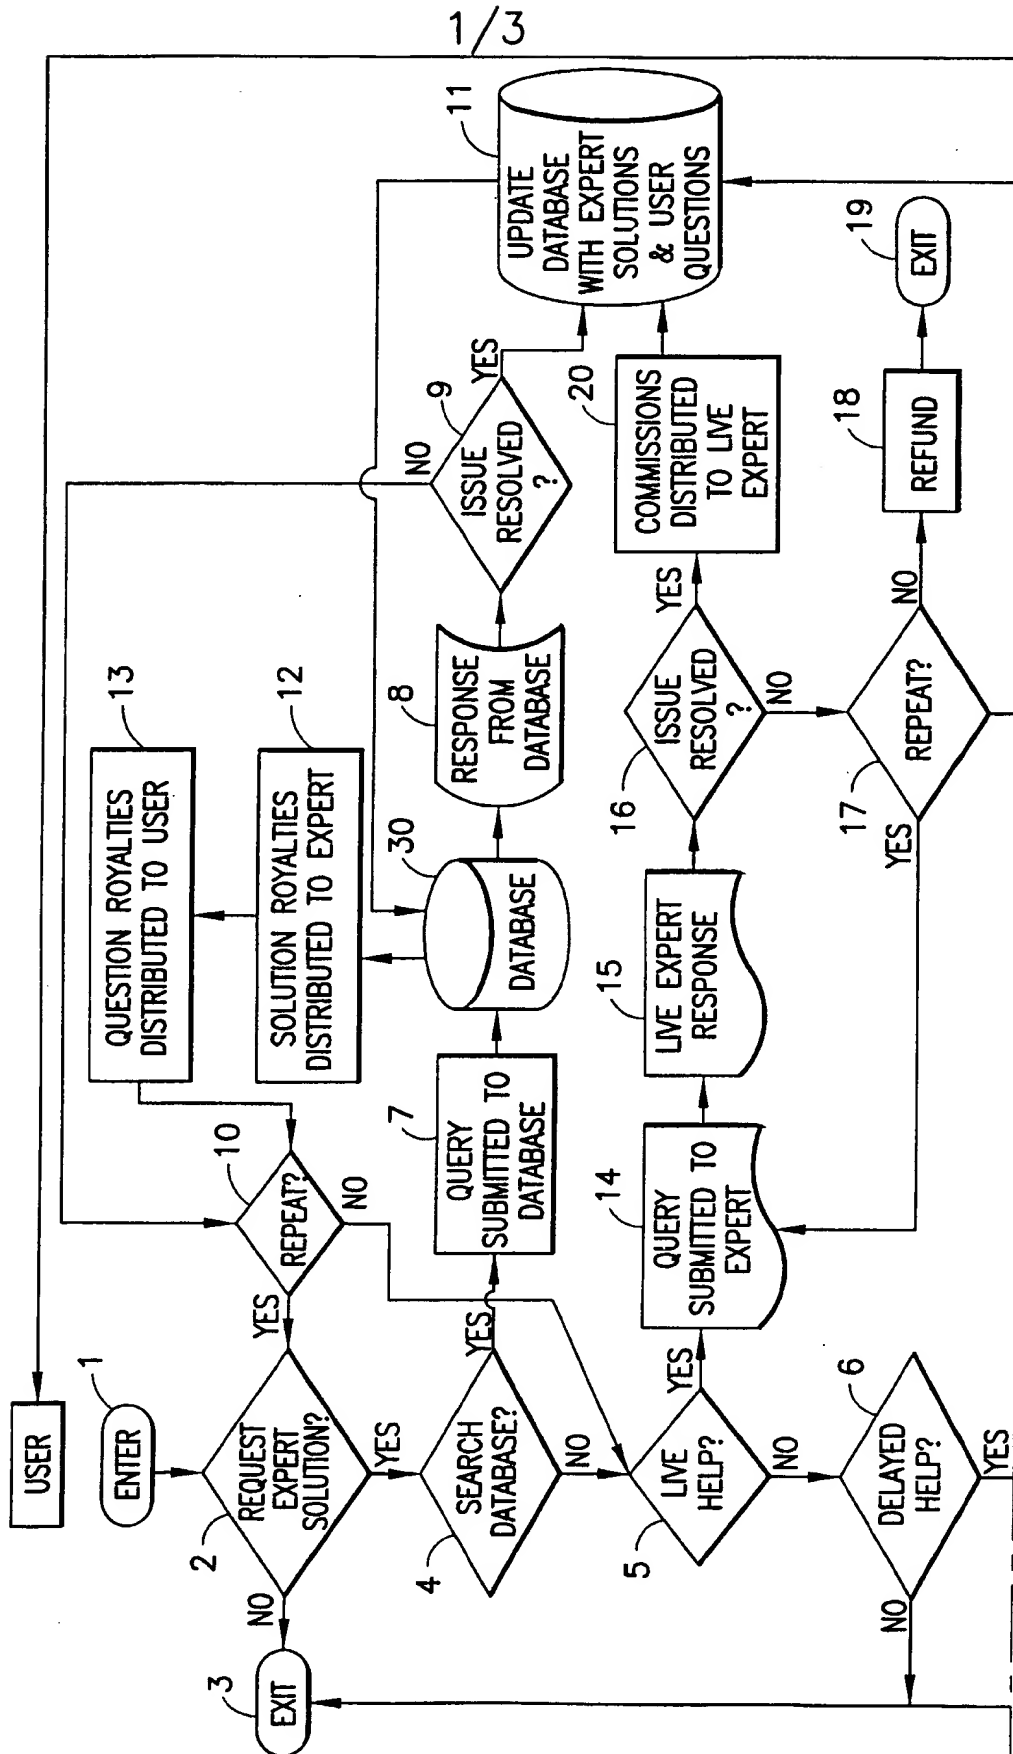 1/3
USER
1
ENTER
2
REQUEST
EXPERT
SOLUTION?
NO
YES
3
EXIT
4
SEARCH
DATABASE?
YES
NO
5
LIVE
HELP?
YES
NO
6
DELAYED
HELP?
NO
YES
7
QUERY
SUBMITTED TO
DATABASE
30
DATABASE
8
RESPONSE
FROM
DATABASE
9
ISSUE
RESOLVED
?
NO
YES
10
REPEAT?
YES
NO
11
UPDATE
DATABASE
WITH EXPERT
SOLUTIONS
& USER
QUESTIONS
12
SOLUTION ROYALTIES
DISTRIBUTED TO EXPERT
13
QUESTION ROYALTIES
DISTRIBUTED TO USER
14
QUERY
SUBMITTED TO
EXPERT
15
LIVE EXPERT
RESPONSE
16
ISSUE
RESOLVED
?
YES
NO
17
REPEAT?
YES
NO
18
REFUND
19
EXIT
20
COMMISSIONS
DISTRIBUTED
TO LIVE
EXPERT